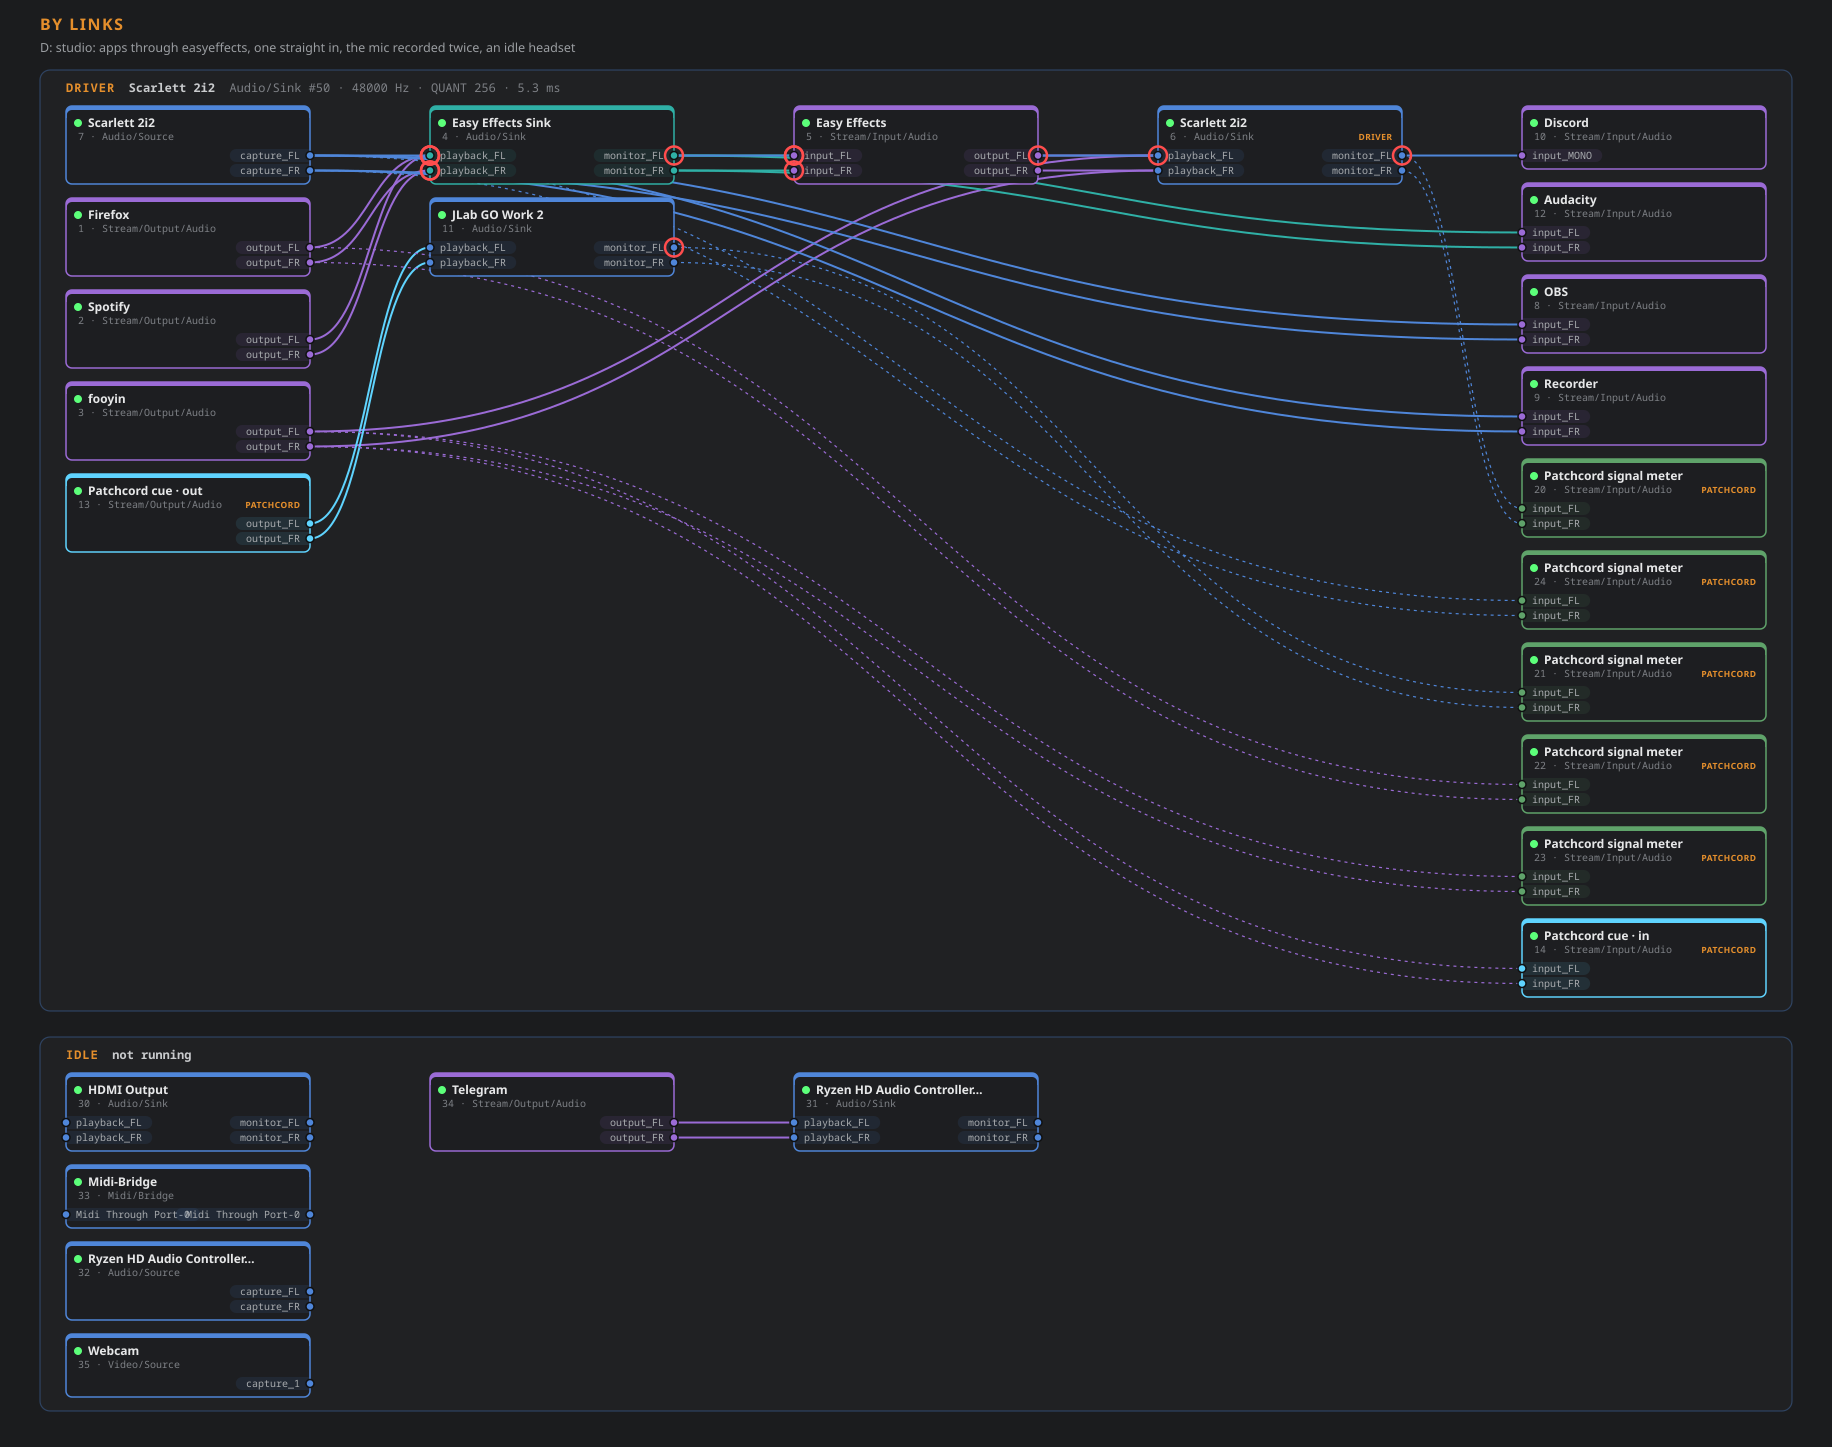 BY LINKS
D: studio: apps through easyeffects, one straight in, the mic recorded twice, an idle headset
DRIVER Scarlett 2i2 Audio/Sink #50 · 48000 Hz · QUANT 256 · 5.3 ms
Scarlett 2i2
7 · Audio/Source
capture_FL
capture_FR
Firefox
1 · Stream/Output/Audio
output_FL
output_FR
Spotify
2 · Stream/Output/Audio
output_FL
output_FR
fooyin
3 · Stream/Output/Audio
output_FL
output_FR
Patchcord cue · out
13 · Stream/Output/Audio PATCHCORD
output_FL
output_FR
Easy Effects Sink
4 · Audio/Sink
playback_FL monitor_FL
playback_FR monitor_FR
JLab GO Work 2
11 · Audio/Sink
playback_FL monitor_FL
playback_FR monitor_FR
Easy Effects
5 · Stream/Input/Audio
input_FL output_FL
input_FR output_FR
Scarlett 2i2
6 · Audio/Sink DRIVER
playback_FL monitor_FL
playback_FR monitor_FR
Discord
10 · Stream/Input/Audio
input_MONO
Audacity
12 · Stream/Input/Audio
input_FL
input_FR
OBS
8 · Stream/Input/Audio
input_FL
input_FR
Recorder
9 · Stream/Input/Audio
input_FL
input_FR
Patchcord signal meter
20 · Stream/Input/Audio PATCHCORD
input_FL
input_FR
Patchcord signal meter
24 · Stream/Input/Audio PATCHCORD
input_FL
input_FR
Patchcord signal meter
21 · Stream/Input/Audio PATCHCORD
input_FL
input_FR
Patchcord signal meter
22 · Stream/Input/Audio PATCHCORD
input_FL
input_FR
Patchcord signal meter
23 · Stream/Input/Audio PATCHCORD
input_FL
input_FR
Patchcord cue · in
14 · Stream/Input/Audio PATCHCORD
input_FL
input_FR
IDLE not running
HDMI Output
30 · Audio/Sink
playback_FL monitor_FL
playback_FR monitor_FR
Midi-Bridge
33 · Midi/Bridge
Midi Through Port-0 Midi Through Port-0
Ryzen HD Audio Controller…
32 · Audio/Source
capture_FL
capture_FR
Webcam
35 · Video/Source
capture_1
Telegram
34 · Stream/Output/Audio
output_FL
output_FR
Ryzen HD Audio Controller…
31 · Audio/Sink
playback_FL monitor_FL
playback_FR monitor_FR